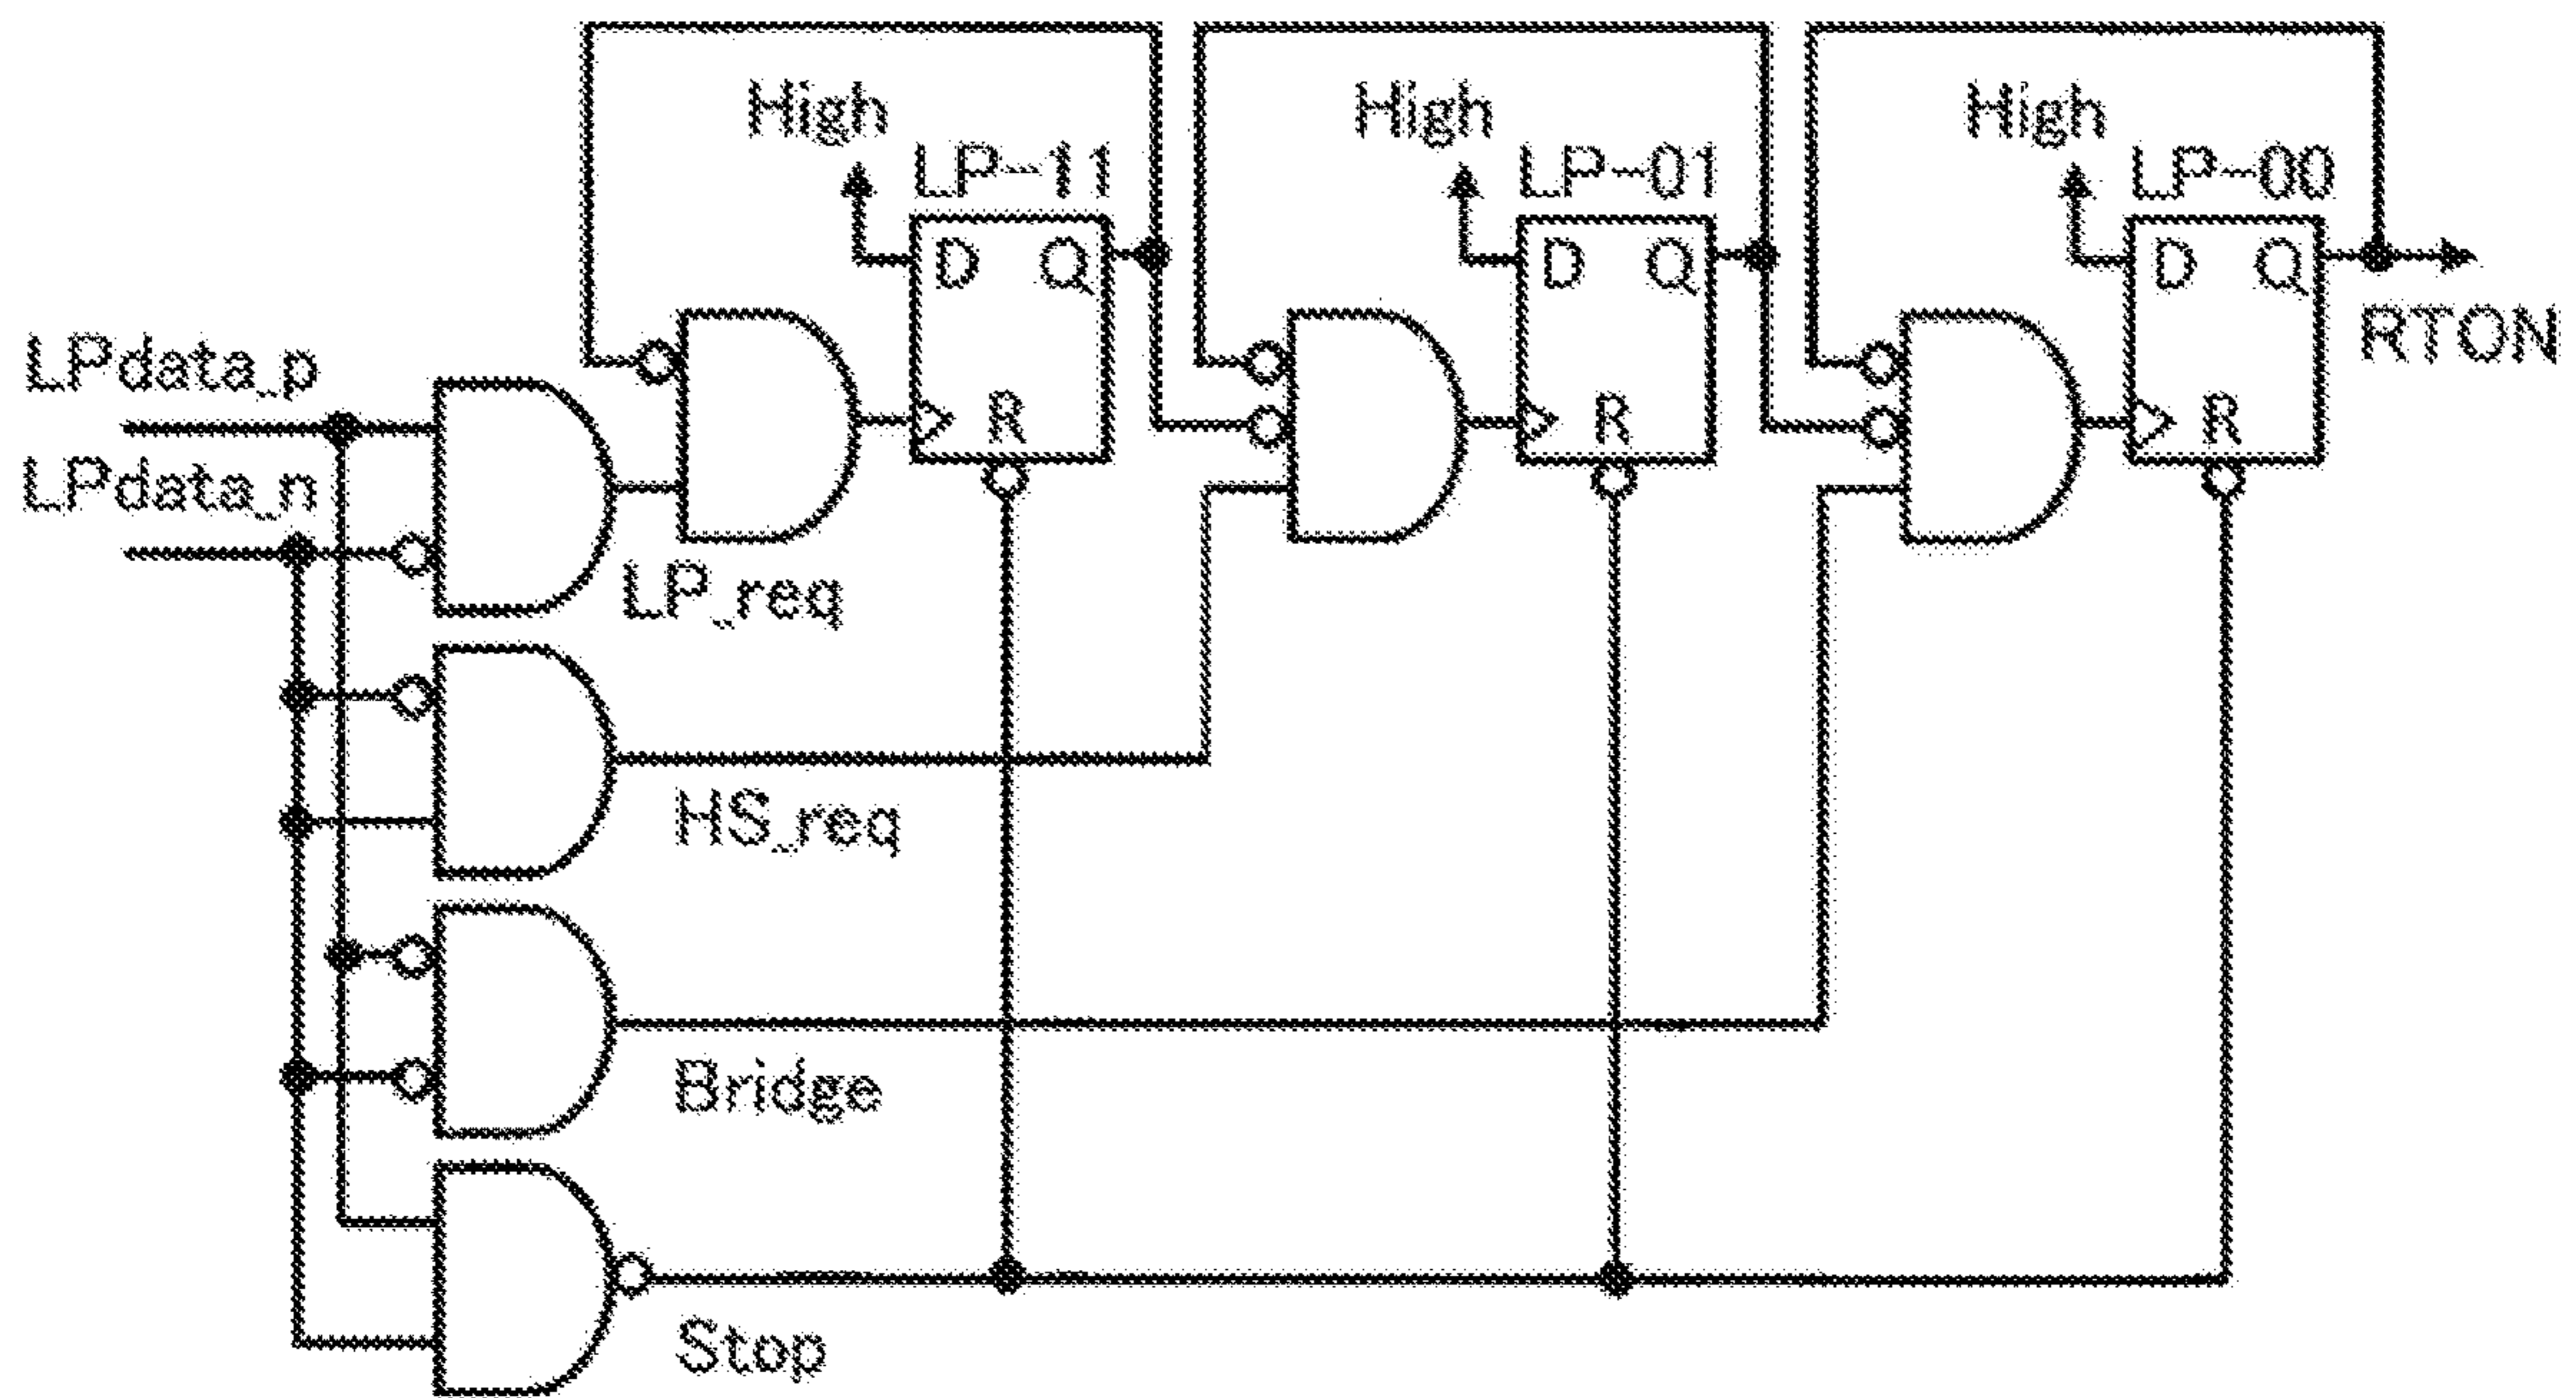 High
High
High
LP-11
LP-01
LP-00
D
Q
D
Q
D
Q
RTON
LPdata_p
R
R
R
LPdata_n
LP_req
HS_req
Bridge
Stop